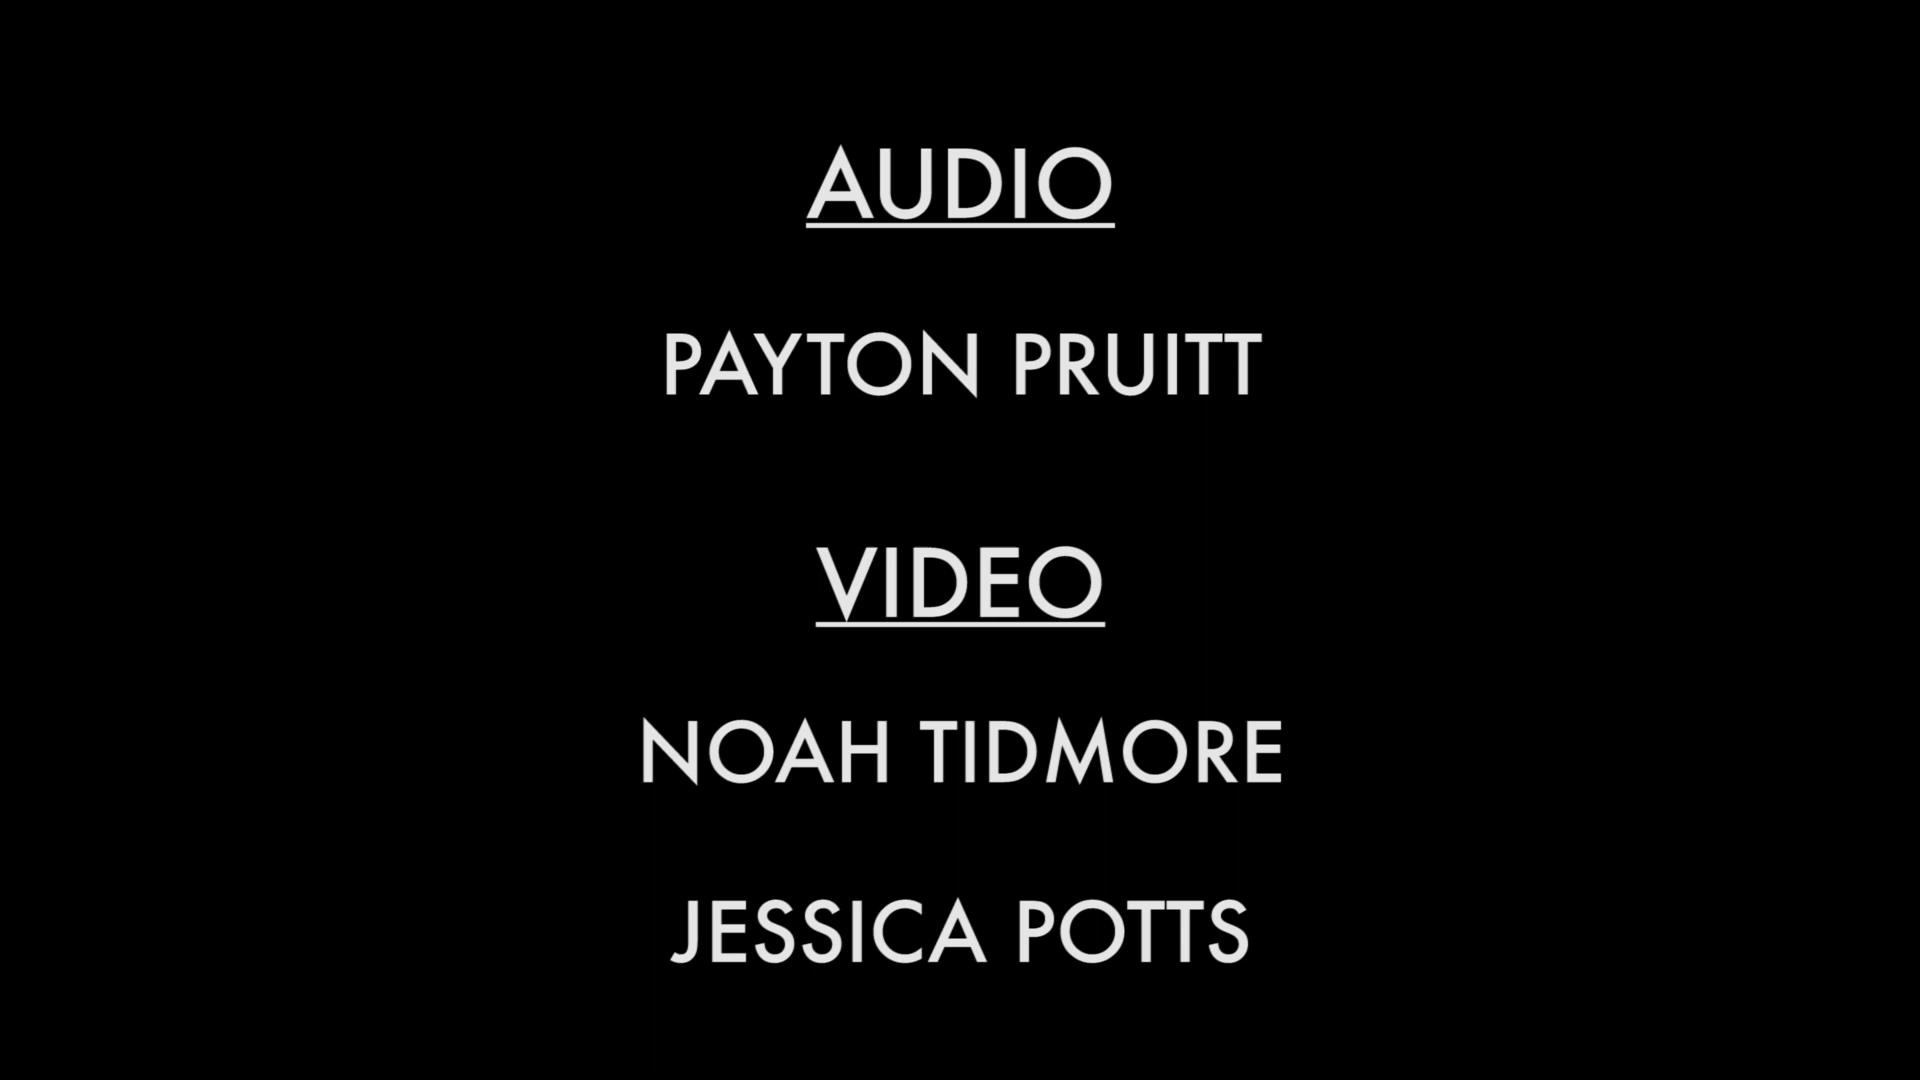 AUDIO
PAYTON PRUITT
VIDEO
NOAH TIDMORE
JESSICA POTTS